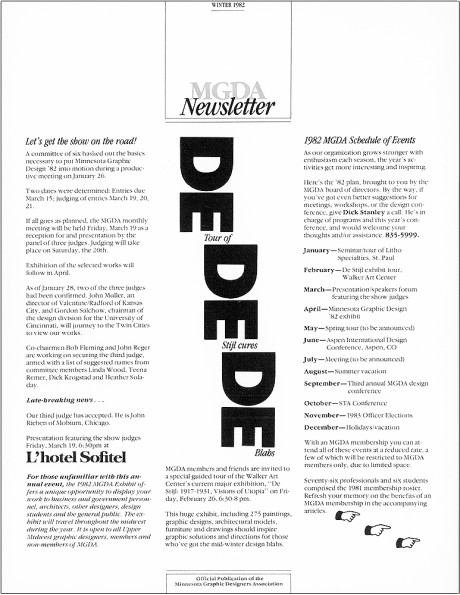 WINTER 1982
MGDA
Newsletter
Let's get the show on the road!
A committee of six hashed out the basics
necessary to put Minnesota Graphic
Design '82 into motion during a produc-
tive meeting on January 26.
Two dates were determined: Entries due
March 15; judging of entries March 19, 20,
21.
If all goes as planned, the MGDA monthly
meeting will be held Friday, March 19 as a
reception for and presentation by the
panel of three judges. Judging will take
place on Saturday, the 20th.
Exhibition of the selected works will
follow in April.
As of January 28, two of the three judges
had been confirmed. John Muller, art
director of Valentine/Radford of Kansas
City, and Gordon Salchow, chairman of
the design division for the University of
Cincinnati, will journey to the Twin Cities
to view our works.
Co-chairmen Bob Fleming and John Reger
are working on securing the third judge,
armed with a list of suggested names from
committee members Linda Wood, Teena
Remer, Dick Krogstad and Heather Sola-
day.
Late-breaking news . . .
Our third judge has accepted. He is John
Rieben of Mobium, Chicago.
Presentation featuring the show judges
Friday, March 19, 6:30pm at
L'hotel Sofitel
For those unfamiliar with this an-
nual event, the 1982 MGDA Exhibit of-
fers a unique opportunity to display your
work to business and government person-
nel, architects, other designers, design
students and the general public. The ex-
hibit will travel throughout the midwest
during the year. It is open to all Upper
Midwest graphic designers, members and
non-members of MGDA.
DE
Tour of
DE
Stijl cures
DE
Blahs
MGDA members and friends are invited to
a special guided tour of the Walker Art
Center's current major exhibition, "De
Stijl: 1917-1931, Visions of Utopia" on Fri-
day, February 26, 6:30-8 pm.
This huge exhibit, including 275 paintings,
graphic designs, architectural models,
furniture and drawings should inspire
graphic solutions and directions for those
who've got the mid-winter design blahs.
1982 MGDA Schedule of Events
As our organization grows stronger with
enthusiasm each season, the year's ac-
tivities get more interesting and inspiring.
Here's the '82 plan, brought to you by the
MGDA board of directors. By the way, if
you've got even better suggestions for
meetings, workshops, or the design con-
ference, give Dick Stanley a call. He's in
charge of programs and this year's con-
ference, and would welcome your
thoughts and/or assistance. 835-5999.
January—Seminar/tour of Litho
Specialties, St. Paul
February—De Stijl exhibit tour,
Walker Art Center
March—Presentation/speakers forum
featuring the show judges
April—Minnesota Graphic Design
'82 exhibit
May—Spring tour (to be announced)
June—Aspen International Design
Conference, Aspen, CO
July—Meeting (to be announced)
August—Summer vacation
September—Third annual MGDA design
conference
October—STA Conference
November—1983 Officer Elections
December—Holidays/vacation
With an MGDA membership you can at-
tend all of these events at a reduced rate, a
few of which will be restricted to MGDA
members only, due to limited space.
Seventy-six professionals and six students
comprised the 1981 membership roster.
Refresh your memory on the benefits of an
MGDA membership in the accompanying
articles.
Official Publication of the
Minnesota Graphic Designers Association